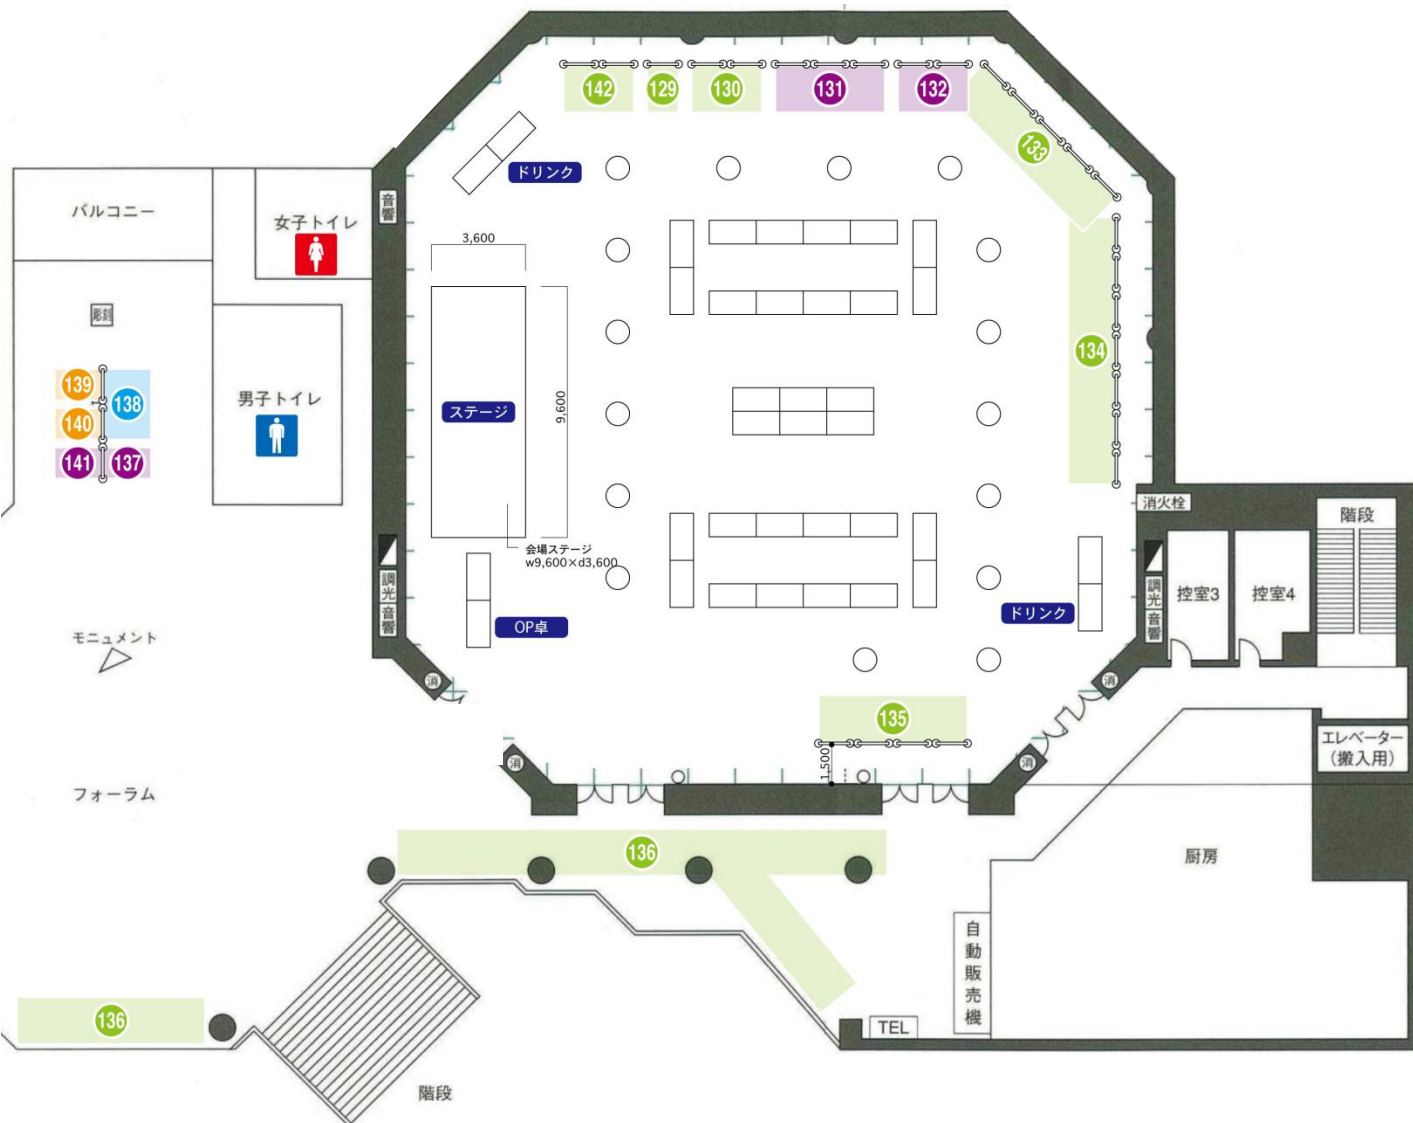 142
129
130
131
132
133
ドリンク
バルコニー
女子トイレ
音響
3,600
彫刻
134
139
138
140
141
137
男子トイレ
ステージ
9,600
消火栓
階段
会場ステージ
w9,600×d3,600
調光
音響
控室3
控室4
調光
音響
ドリンク
OP卓
モニュメント
消
消
135
エレベーター
(搬入用)
消
消
1,500
フォーラム
136
厨房
自動販売機
136
TEL
階段